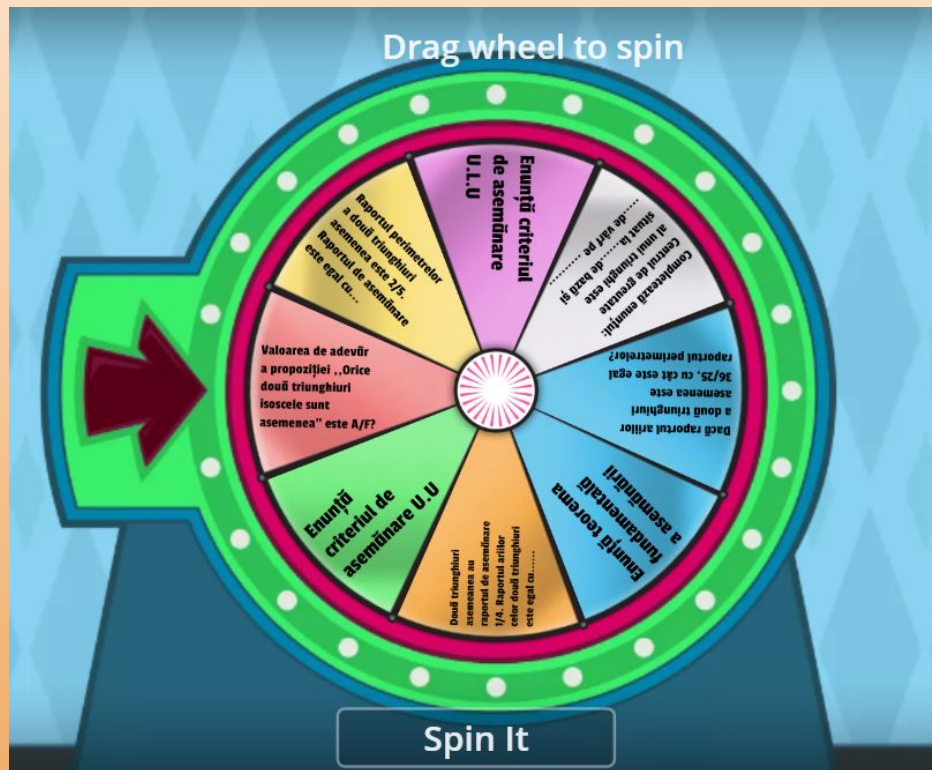 Drag wheel to spin
Enunță criteriul
de asemănare
U.L.U
Completează enunțul:
Centrul de greutate
al unui triunghi este
situat la......de bază și
......de vârf pe ...........
Dacă raportul ariilor
a două triunghiuri
asemenea este
36/25, cu cât este egal
raportul perimetrelor?
Enunță teorema
fundamentală
a asemănării
Două triunghiuri
asemeanea au
raportul de asemănare
1/4. Raportul ariilor
celor două triunghiuri
este egal cu......
Enunță
criteriul de
asemănare U.U
Valoarea de adevăr
a propoziției ,,Orice
două triunghiuri
isoscele sunt
asemenea” este A/F?
Raportul perimetrelor
a două triunghiuri
asemenea este 2/5.
Raportul de asemănare
este egal cu...
Spin It